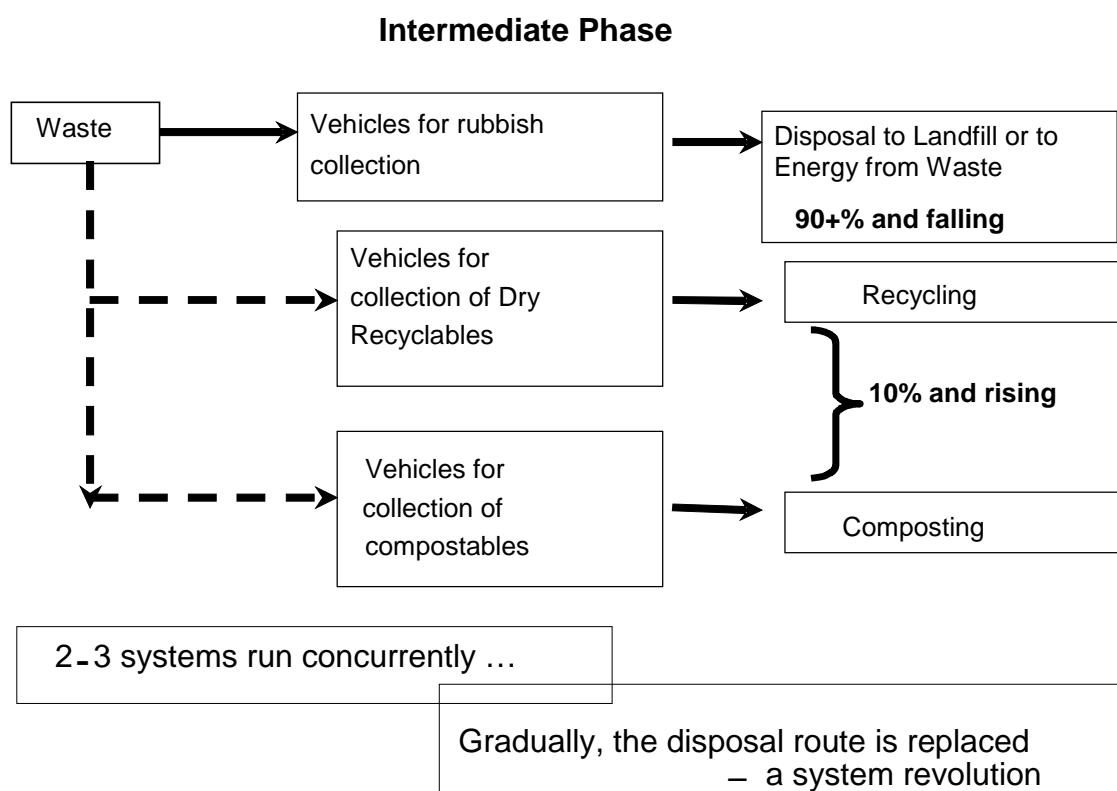 Intermediate Phase
Waste
Vehicles for rubbish
collection
Disposal to Landfill or to
Energy from Waste
90+% and falling
Vehicles for
collection of Dry
Recyclables
Recycling
10% and rising
Vehicles for
collection of
compostables
Composting
2-3 systems run concurrently …
Gradually, the disposal route is replaced
– a system revolution